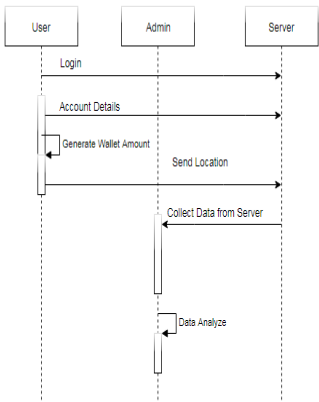 User
Admin
Server
Login
Account Details
Generate Wallet Amount
Send Location
Collect Data from Server
Data Analyze